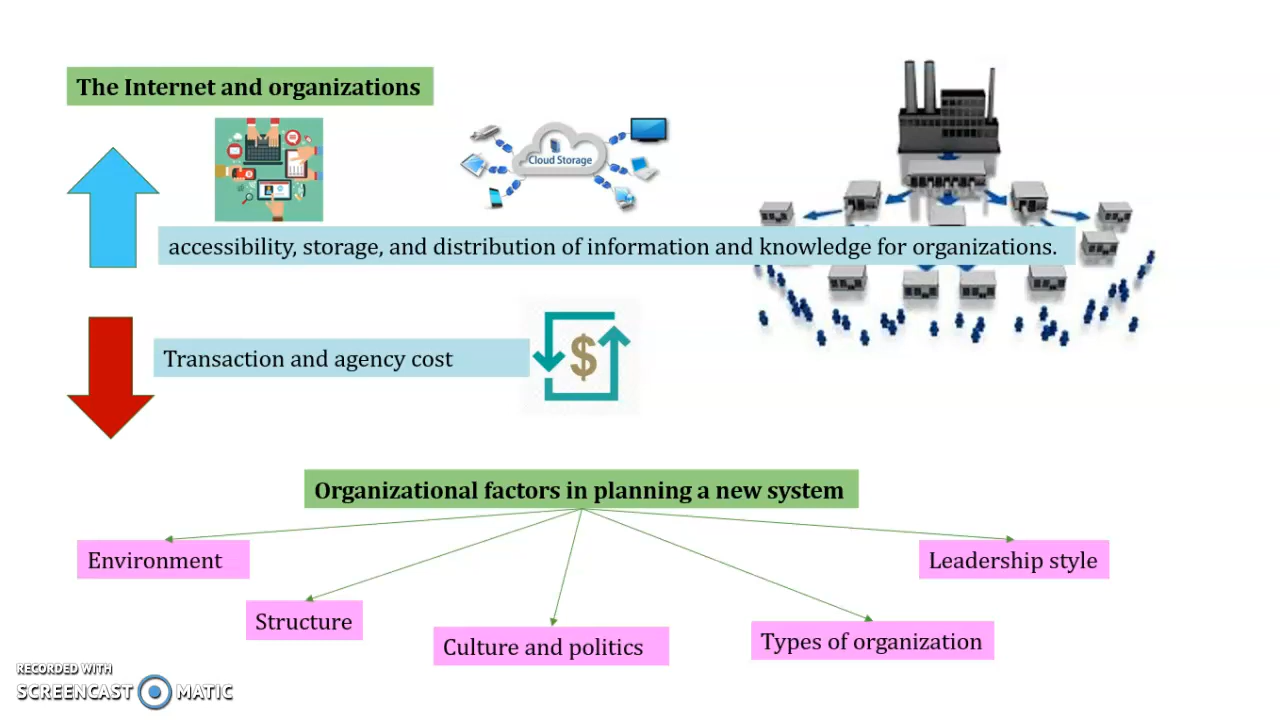 The Internet and organizations
Cloud Storage
accessibility, storage, and distribution of information and knowledge for organizations.
Transaction and agency cost
$
Organizational factors in planning a new system
Environment
Leadership style
Structure
Culture and politics
Types of organization
RECORDED WITH
SCREENCAST MATIC